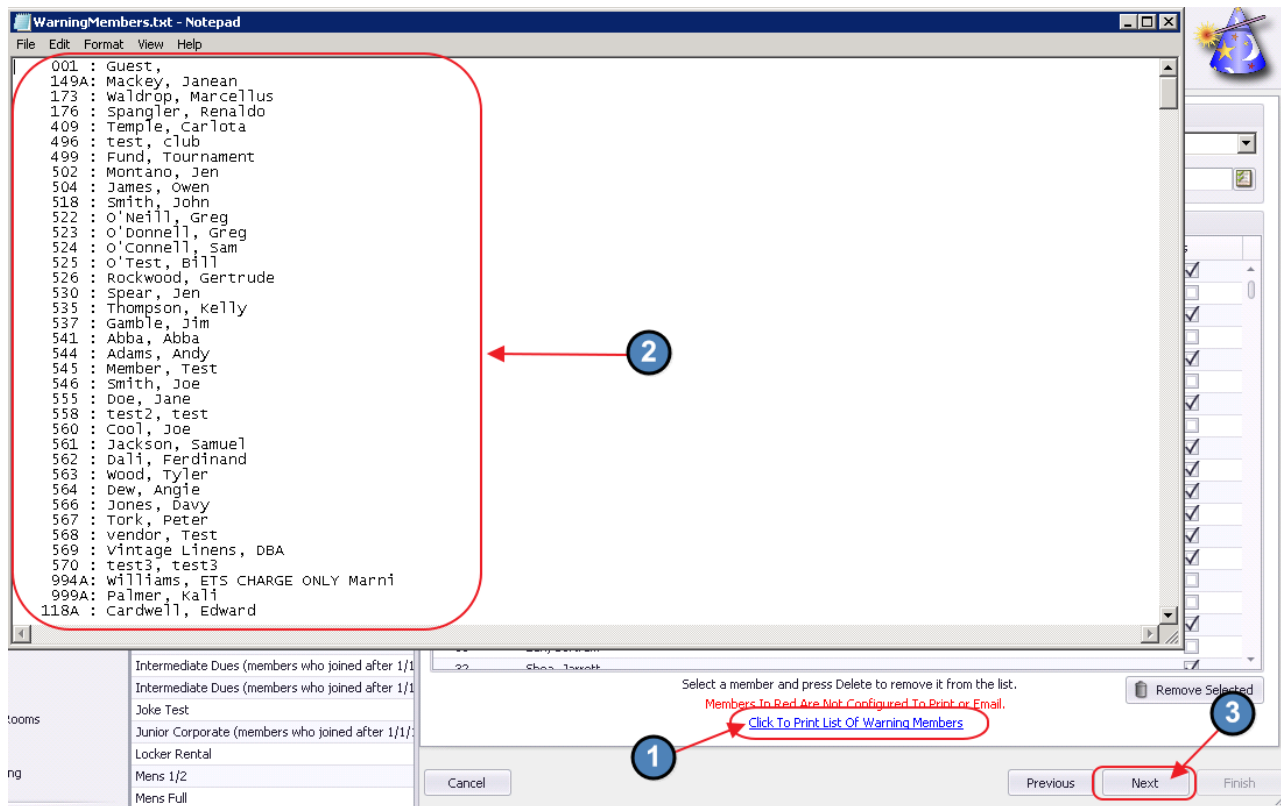 WarningMembers.txt - Notepad
File Edit Format View Help
001 : Guest,
149A: Mackey, Janean
173 : Waldrop, Marcellus
176 : Spangler, Renaldo
409 : Temple, Carlota
496 : test, club
499 : Fund, Tournament
502 : Montano, Jen
504 : James, Owen
518 : Smith, John
522 : O'Neill, Greg
523 : O'Donnell, Greg
524 : O'Connell, Sam
525 : O'Test, Bill
526 : Rockwood, Gertrude
530 : Spear, Jen
535 : Thompson, Kelly
537 : Gamble, Jim
541 : Abba, Abba
544 : Adams, Andy
545 : Member, Test
546 : Smith, Joe
555 : Doe, Jane
558 : test2, test
560 : Cool, Joe
561 : Jackson, Samuel
562 : Dali, Ferdinand
563 : Wood, Tyler
564 : Dew, Angie
566 : Jones, Davy
567 : Tork, Peter
568 : vendor, Test
569 : Vintage Linens, DBA
570 : test3, test3
994A: Williams, ETS CHARGE ONLY Marni
999A: Palmer, Kali
118A : Cardwell, Edward
2
Intermediate Dues (members who joined after 1/1
Intermediate Dues (members who joined after 1/1
Joke Test
Junior Corporate (members who joined after 1/1/
Locker Rental
Mens 1/2
Mens Full
ooms
ng
32 Shea, Jarrett
Select a member and press Delete to remove it from the list.
Members In Red Are Not Configured To Print or Email.
Click To Print List Of Warning Members
Remove Selected
1
3
Cancel
Previous
Next
Finish